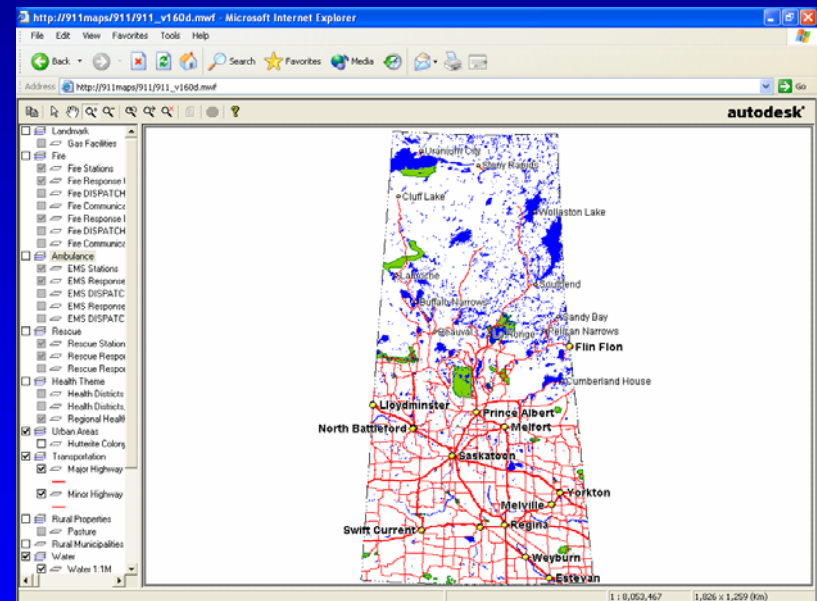 http://911maps/911/911_v160d.mwf - Microsoft Internet Explorer
File Edit View Favorites Tools Help
Back Search Favorites Media
Address http://911maps/911/911_v160d.mwf Go
autodesk
Landmark
Gas Facilities
Fire
Fire Stations
Fire Response
Fire DISPATCH
Fire Communica
Fire Response
Fire DISPATCH
Fire Communica
Ambulance
EMS Stations
EMS Response
EMS DISPATC
EMS Response
EMS DISPATC
Rescue
Rescue Station
Rescue Respo
Rescue Respo
Health Theme
Health Districts
Health Districts,
Regional Health
Urban Areas
Hutterite Colony
Transportation
Major Highway
Minor Highway
Rural Properties
Pasture
Rural Municipalities
Water
Water 1:1M
Uranium City
Stony Rapids
Cluff Lake
Wollaston Lake
Southend
Buffalo Narrows
Sandy Bay
Beauval
Pelican Narrows
Flin Flon
Cumberland House
Lloydminster
Prince Albert
North Battleford
Melfort
Saskatoon
Yorkton
Melville
Swift Current
Regina
Weyburn
Estevan
1 : 8,053,467 1,826 x 1,259 (Km)